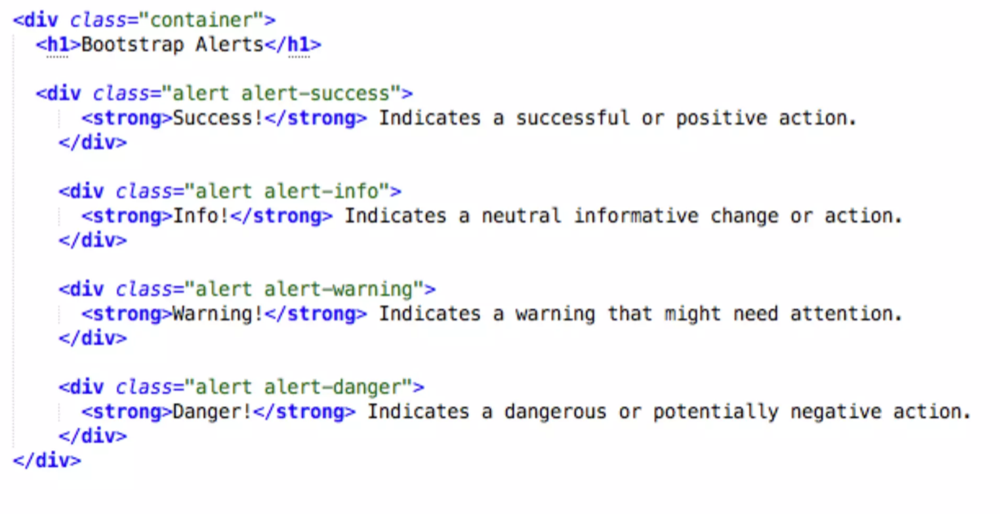 <div class="container">
  <h1>Bootstrap Alerts</h1>

  <div class="alert alert-success">
      <strong>Success!</strong> Indicates a successful or positive action.
    </div>

    <div class="alert alert-info">
      <strong>Info!</strong> Indicates a neutral informative change or action.
    </div>

    <div class="alert alert-warning">
      <strong>Warning!</strong> Indicates a warning that might need attention.
    </div>

    <div class="alert alert-danger">
      <strong>Danger!</strong> Indicates a dangerous or potentially negative action.
    </div>
</div>